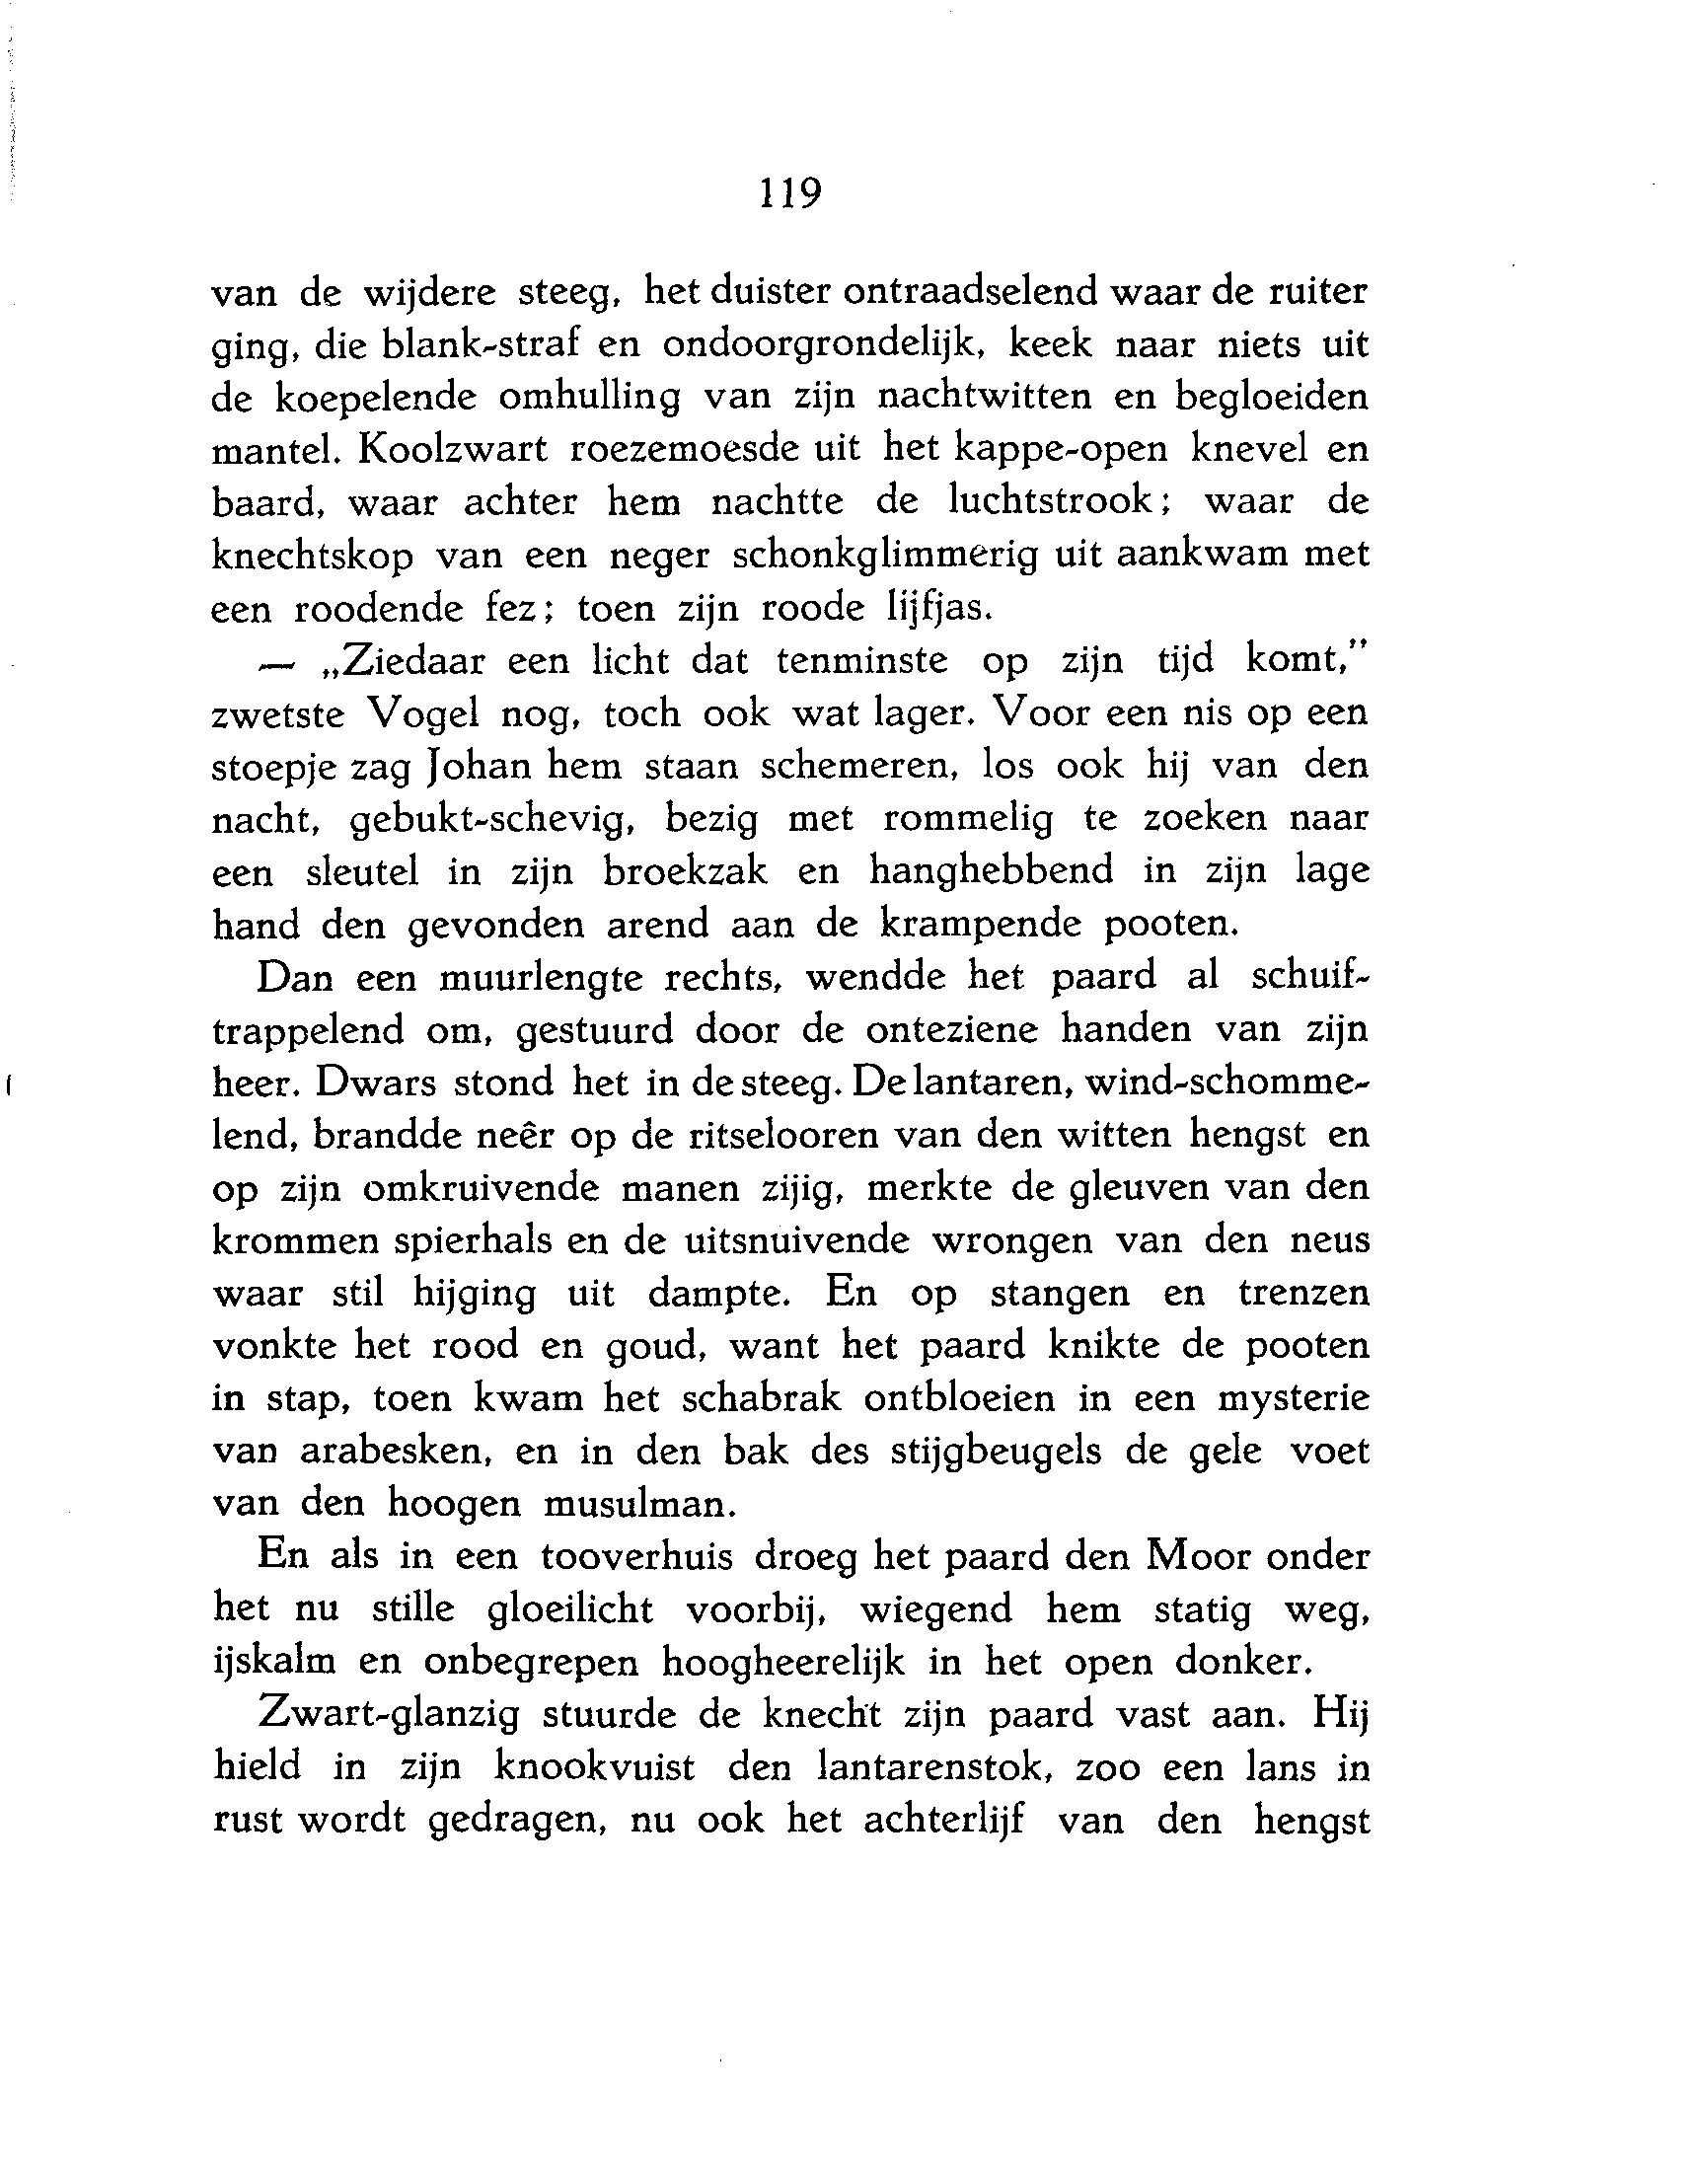 119
van de wijdere steeg, het duister ontraadselend waar de ruiter
ging, die blank-straf en ondoorgrondelijk, keek naar niets uit
de koepelende omhulling van zijn nachtwitten en begloeiden
mantel. Koolzwart roezemoesde uit het kappe-open knevel en
baard, waar achter hem nachtte de luchtstrook; waar de
knechtskop van een neger schonkglimmerig uit aankwam met
een roodende fez; toen zijn roode lijfjas.
— „Ziedaar een licht dat tenminste op zijn tijd komt,”
zwetste Vogel nog, toch ook wat lager. Voor een nis op een
stoepje zag Johan hem staan schemeren, los ook hij van den
nacht, gebukt-schevig, bezig met rommelig te zoeken naar
een sleutel in zijn broekzak en hanghebbend in zijn lage
hand den gevonden arend aan de krampende pooten.
Dan een muurlengte rechts, wendde het paard al schuif-
trappelend om, gestuurd door de onteziene handen van zijn
heer. Dwars stond het in de steeg. De lantaren, wind-schomme-
lend, brandde neêr op de ritselooren van den witten hengst en
op zijn omkruivende manen zijig, merkte de gleuven van den
krommen spierhals en de uitsnuivende wrongen van den neus
waar stil hijging uit dampte. En op stangen en trenzen
vonkte het rood en goud, want het paard knikte de pooten
in stap, toen kwam het schabrak ontbloeien in een mysterie
van arabesken, en in den bak des stijgbeugels de gele voet
van den hoogen musulman.
En als in een tooverhuis droeg het paard den Moor onder
het nu stille gloeilicht voorbij, wiegend hem statig weg,
ijskalm en onbegrepen hoogheerelijk in het open donker.
Zwart-glanzig stuurde de knecht zijn paard vast aan. Hij
hield in zijn knookvuist den lantarenstok, zoo een lans in
rust wordt gedragen, nu ook het achterlijf van den hengst